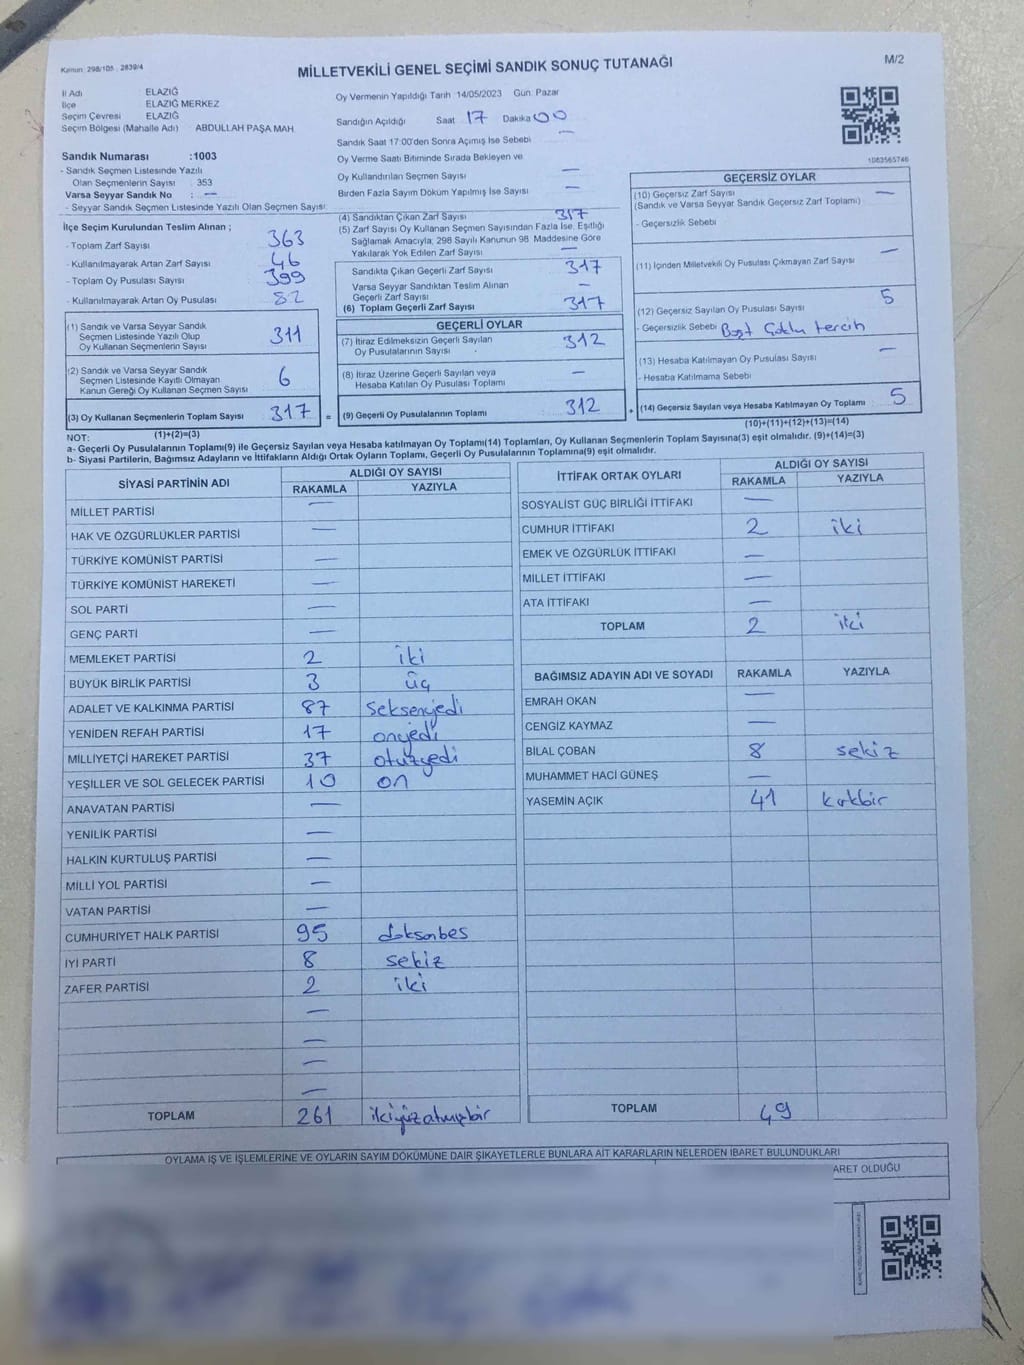 Kanun: 298/105 - 2839/4
MİLLETVEKİLİ GENEL SEÇİMİ SANDIK SONUÇ TUTANAĞI
M/2
İl Adı ELAZIĞ
İlçe ELAZIĞ MERKEZ
Seçim Çevresi ELAZIĞ
Seçim Bölgesi (Mahalle Adı) ABDULLAH PAŞA MAH.
Sandık Numarası :1003
- Sandık Seçmen Listesinde Yazılı
Olan Seçmenlerin Sayısı : 353
Varsa Seyyar Sandık No : —
- Seyyar Sandık Seçmen Listesinde Yazılı Olan Seçmen Sayısı:
Oy Vermenin Yapıldığı Tarih 14/05/2023 Gün: Pazar
Sandığın Açıldığı Saat 17 Dakika 00
Sandık Saat 17:00'den Sonra Açımış İse Sebebi —
Oy Verme Saati Bitiminde Sırada Bekleyen ve
Oy Kullandırılan Seçmen Sayısı —
Birden Fazla Sayım Döküm Yapılmış İse Sayısı —
1083565746
İlçe Seçim Kurulundan Teslim Alınan ;
- Toplam Zarf Sayısı 363
- Kullanılmayarak Artan Zarf Sayısı 46
- Toplam Oy Pusulası Sayısı 399
- Kullanılmayarak Artan Oy Pusulası 82
(1) Sandık ve Varsa Seyyar Sandık
Seçmen Listesinde Yazılı Olup
Oy Kullanan Seçmenlerin Sayısı 311
(2) Sandık ve Varsa Seyyar Sandık
Seçmen Listesinde Kayıtlı Olmayan
Kanun Gereği Oy Kullanan Seçmen Sayısı 6
(3) Oy Kullanan Seçmenlerin Toplam Sayısı 317 =
(1)+(2)=(3)
(4) Sandıktan Çıkan Zarf Sayısı 317
(5) Zarf Sayısı Oy Kullanan Seçmen Sayısından Fazla İse, Eşitliği
Sağlamak Amacıyla, 298 Sayılı Kanunun 98. Maddesine Göre
Yakılarak Yok Edilen Zarf Sayısı —
Sandıkta Çıkan Geçerli Zarf Sayısı 317
Varsa Seyyar Sandıktan Teslim Alınan
Geçerli Zarf Sayısı —
(6) Toplam Geçerli Zarf Sayısı 317
GEÇERLİ OYLAR
(7) İtiraz Edilmeksizin Geçerli Sayılan
Oy Pusulalarının Sayısı 312
(8) İtiraz Üzerine Geçerli Sayılan veya
Hesaba Katılan Oy Pusulası Toplamı —
(9) Geçerli Oy Pusulalarının Toplamı 312 +
GEÇERSİZ OYLAR
(10) Geçersiz Zarf Sayısı —
(Sandık ve Varsa Seyyar Sandık Geçersiz Zarf Toplamı)
- Geçersizlik Sebebi
(11) İçinden Milletvekili Oy Pusulası Çıkmayan Zarf Sayısı —
(12) Geçersiz Sayılan Oy Pusulası Sayısı 5
- Geçersizlik Sebebi Boşt Çoklu tercih
(13) Hesaba Katılmayan Oy Pusulası Sayısı —
- Hesaba Katılmama Sebebi
(14) Geçersiz Sayılan veya Hesaba Katılmayan Oy Toplamı 5
(10)+(11)+(12)+(13)=(14)
NOT:
a- Geçerli Oy Pusulalarının Toplamı(9) ile Geçersiz Sayılan veya Hesaba katılmayan Oy Toplamı(14) Toplamları, Oy Kullanan Seçmenlerin Toplam Sayısına(3) eşit olmalıdır. (9)+(14)=(3)
b- Siyasi Partilerin, Bağımsız Adayların ve İttifakların Aldığı Ortak Oyların Toplamı, Geçerli Oy Pusulalarının Toplamına(9) eşit olmalıdır.
SİYASİ PARTİNİN ADI ALDIĞI OY SAYISI
RAKAMLA YAZIYLA
MİLLET PARTİSİ —
HAK VE ÖZGÜRLÜKLER PARTİSİ —
TÜRKİYE KOMÜNİST PARTİSİ —
TÜRKİYE KOMÜNİST HAREKETİ —
SOL PARTİ —
GENÇ PARTİ —
MEMLEKET PARTİSİ 2 iki
BÜYÜK BİRLİK PARTİSİ 3 üç
ADALET VE KALKINMA PARTİSİ 87 seksenyedi
YENİDEN REFAH PARTİSİ 17 onyedi
MİLLİYETÇİ HAREKET PARTİSİ 37 otuzyedi
YEŞİLLER VE SOL GELECEK PARTİSİ 10 on
ANAVATAN PARTİSİ —
YENİLİK PARTİSİ —
HALKIN KURTULUŞ PARTİSİ —
MİLLİ YOL PARTİSİ —
VATAN PARTİSİ —
CUMHURİYET HALK PARTİSİ 95 doksanbeş
İYİ PARTİ 8 sekiz
ZAFER PARTİSİ 2 iki
—
—
—
—
TOPLAM 261 ikiyüzatmışbir
İTTİFAK ORTAK OYLARI ALDIĞI OY SAYISI
RAKAMLA YAZIYLA
SOSYALİST GÜÇ BİRLİĞİ İTTİFAKI —
CUMHUR İTTİFAKI 2 iki
EMEK VE ÖZGÜRLÜK İTTİFAKI —
MİLLET İTTİFAKI —
ATA İTTİFAKI —
TOPLAM 2 iki
BAĞIMSIZ ADAYIN ADI VE SOYADI RAKAMLA YAZIYLA
EMRAH OKAN —
CENGİZ KAYMAZ —
BİLAL ÇOBAN 8 sekiz
MUHAMMET HACİ GÜNEŞ —
YASEMİN AÇIK 41 kırkbir
TOPLAM 49
OYLAMA İŞ VE İŞLEMLERİNE VE OYLARIN SAYIM DÖKÜMÜNE DAİR ŞİKAYETLERLE BUNLARA AİT KARARLARIN NELERDEN İBARET BULUNDUKLARI
ARET OLDUĞU